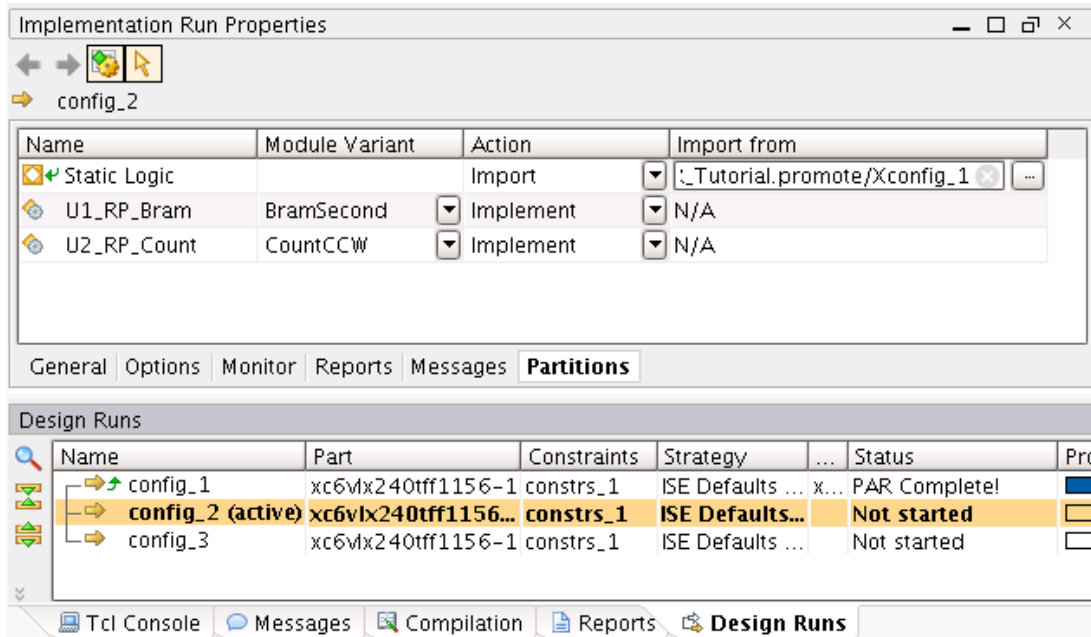 Implementation Run Properties
config_2
Name Module Variant Action Import from
Static Logic Import :_Tutorial.promote/Xconfig_1 ...
U1_RP_Bram BramSecond Implement N/A
U2_RP_Count CountCCW Implement N/A
General Options Monitor Reports Messages Partitions
Design Runs
Name Part Constraints Strategy ... Status Pro
config_1 xc6vlx240tff1156-1 constrs_1 ISE Defaults ... x... PAR Complete!
config_2 (active) xc6vlx240tff1156... constrs_1 ISE Defaults... Not started
config_3 xc6vlx240tff1156-1 constrs_1 ISE Defaults ... Not started
Tcl Console Messages Compilation Reports Design Runs